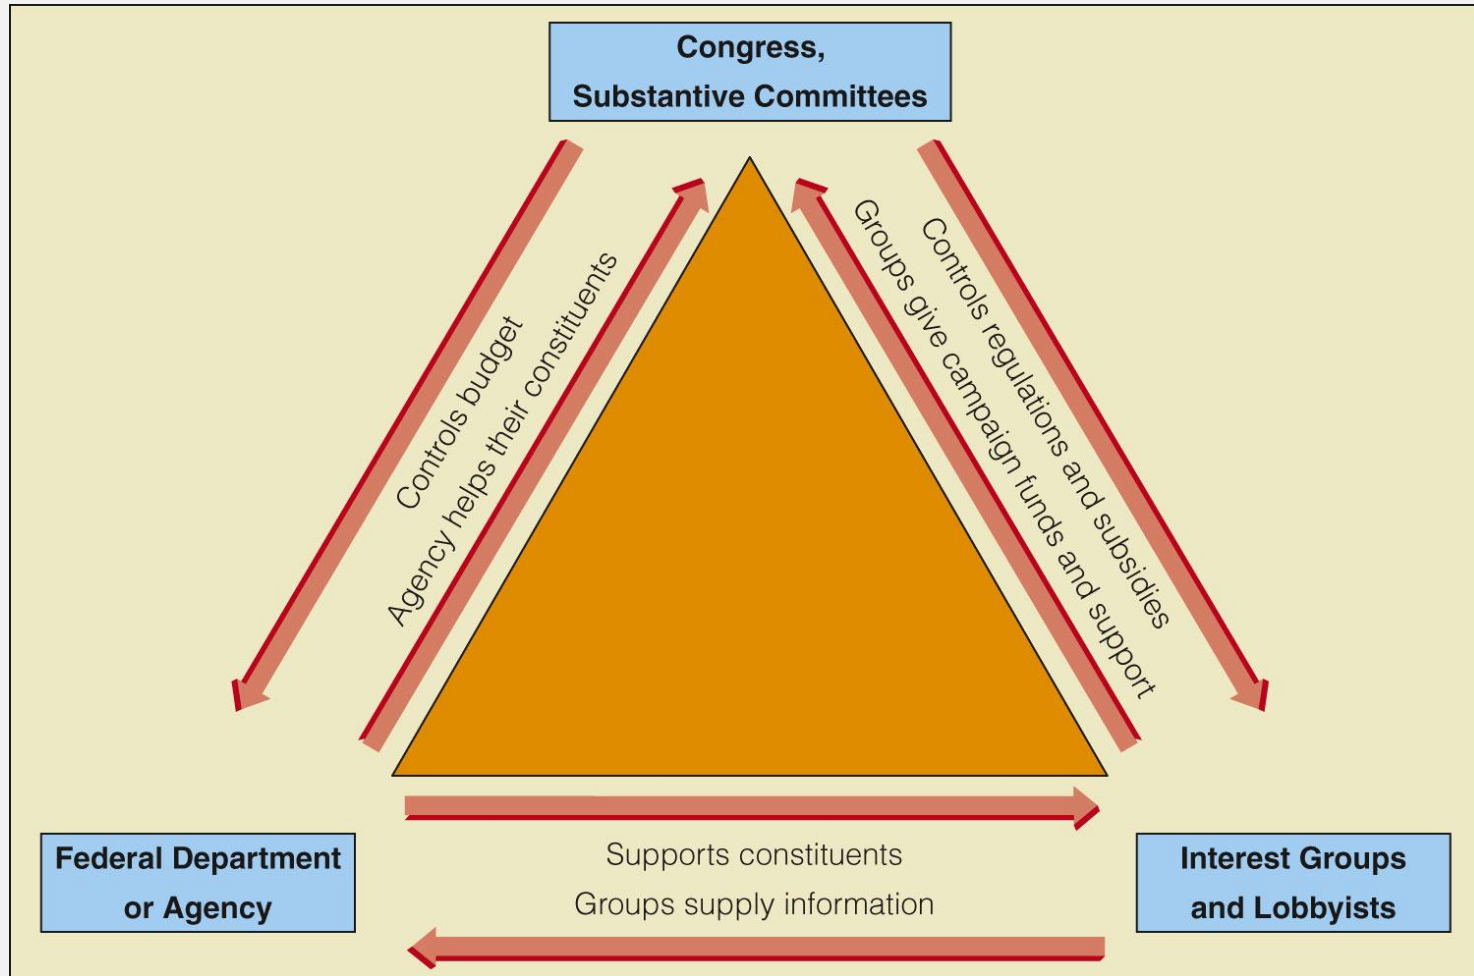 Congress,
Substantive Committees
Controls budget
Agency helps their constituents
Groups give campaign funds and support
Controls regulations and subsidies
Supports constituents
Groups supply information
Federal Department
or Agency
Interest Groups
and Lobbyists